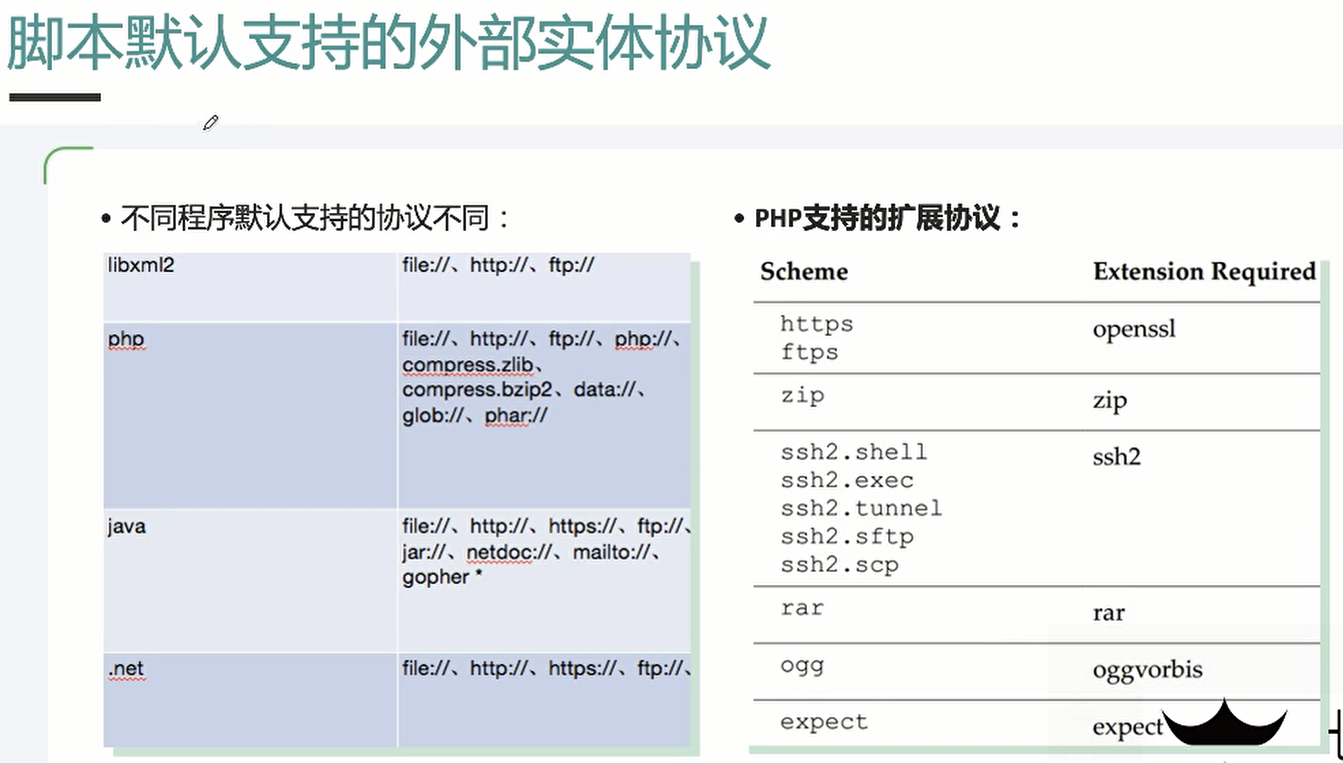 脚本默认支持的外部实体协议
• 不同程序默认支持的协议不同：
libxml2
file://、http://、ftp://
php
file://、http://、ftp://、php://、
compress.zlib、
compress.bzip2、data://、
glob://、phar://
java
file://、http://、https://、ftp://、
jar://、netdoc://、mailto://、
gopher *
.net
file://、http://、https://、ftp://、
• PHP支持的扩展协议：
Scheme
Extension Required
https
ftps
openssl
zip
zip
ssh2.shell
ssh2.exec
ssh2.tunnel
ssh2.sftp
ssh2.scp
ssh2
rar
rar
ogg
oggvorbis
expect
expect